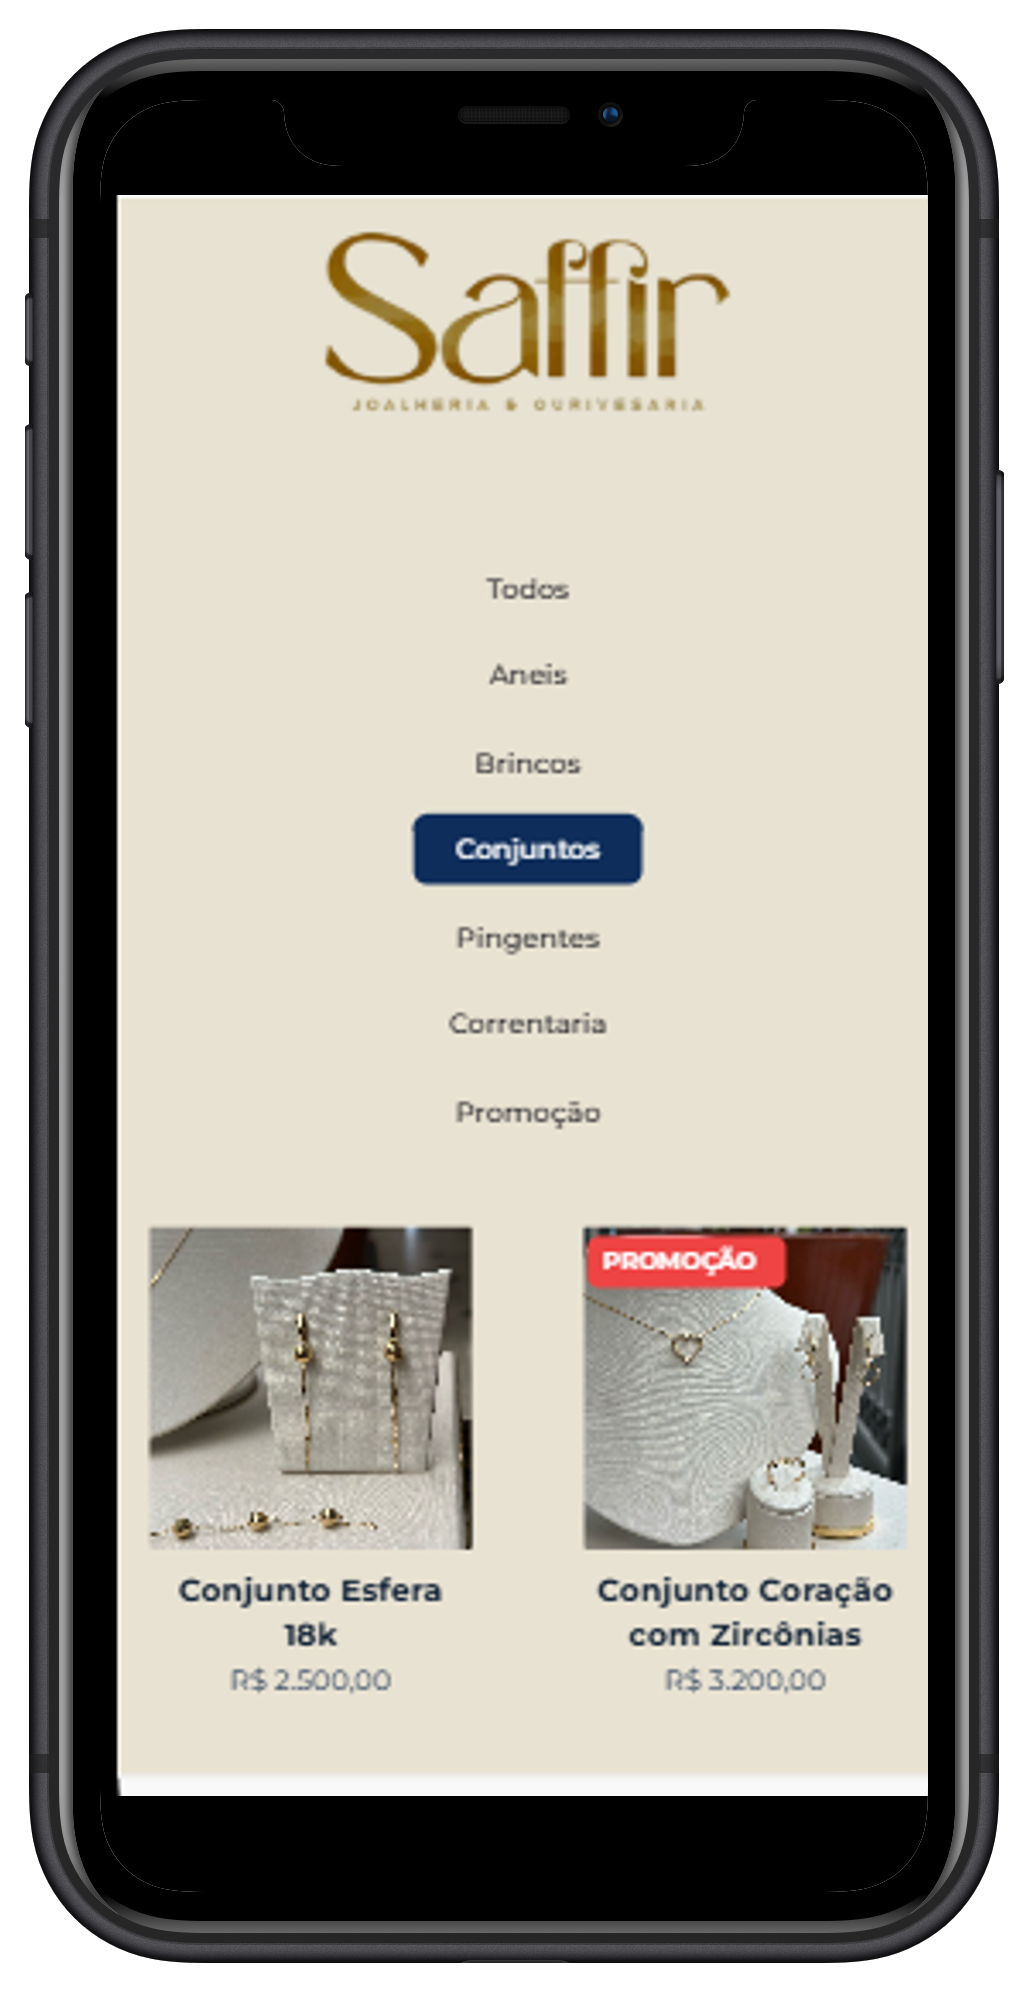 Saffir
JOALHERIA & OURIVESARIA
Todos
Aneis
Brincos
Conjuntos
Pingentes
Correntaria
Promoção
PROMOÇÃO
Conjunto Esfera
18k
R$ 2.500,00
Conjunto Coração
com Zircônias
R$ 3.200,00